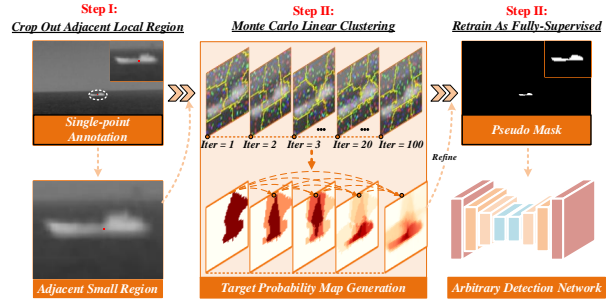 Step I:
Crop Out Adjacent Local Region
Single-point
Annotation
Adjacent Small Region
Step II:
Monte Carlo Linear Clustering
Iter = 1
Iter = 2
Iter = 3
Iter = 20
Iter = 100
...
...
Target Probability Map Generation
Step II:
Retrain As Fully-Supervised
Pseudo Mask
Refine
Arbitrary Detection Network